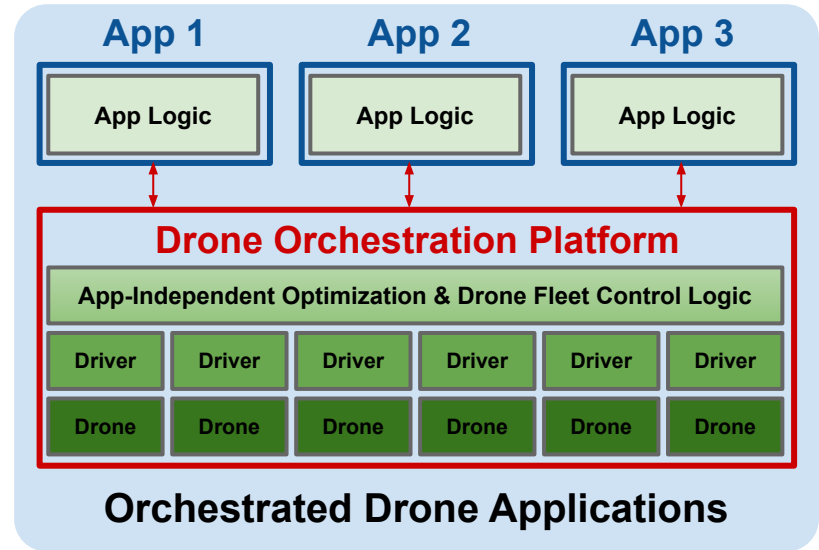 App 1 App 2 App 3
App Logic App Logic App Logic
Drone Orchestration Platform
App-Independent Optimization & Drone Fleet Control Logic
Driver Driver Driver Driver Driver Driver
Drone Drone Drone Drone Drone Drone
Orchestrated Drone Applications